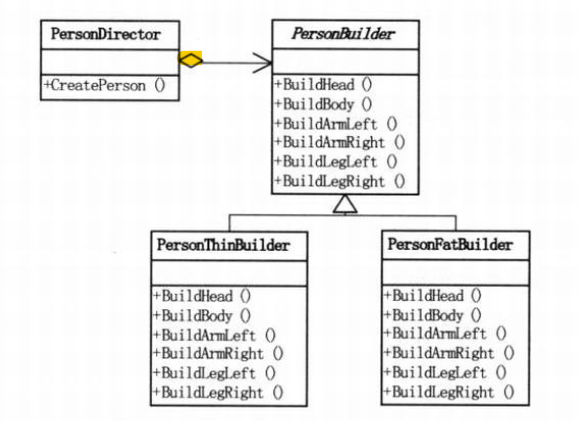 PersonDirector
+CreatePerson ()
PersonBuilder
+BuildHead ()
+BuildBody ()
+BuildArmLeft ()
+BuildArmRight ()
+BuildLegLeft ()
+BuildLegRight ()
PersonThinBuilder
+BuildHead ()
+BuildBody ()
+BuildArmLeft ()
+BuildArmRight ()
+BuildLegLeft ()
+BuildLegRight ()
PersonFatBuilder
+BuildHead ()
+BuildBody ()
+BuildArmLeft ()
+BuildArmRight ()
+BuildLegLeft ()
+BuildLegRight ()